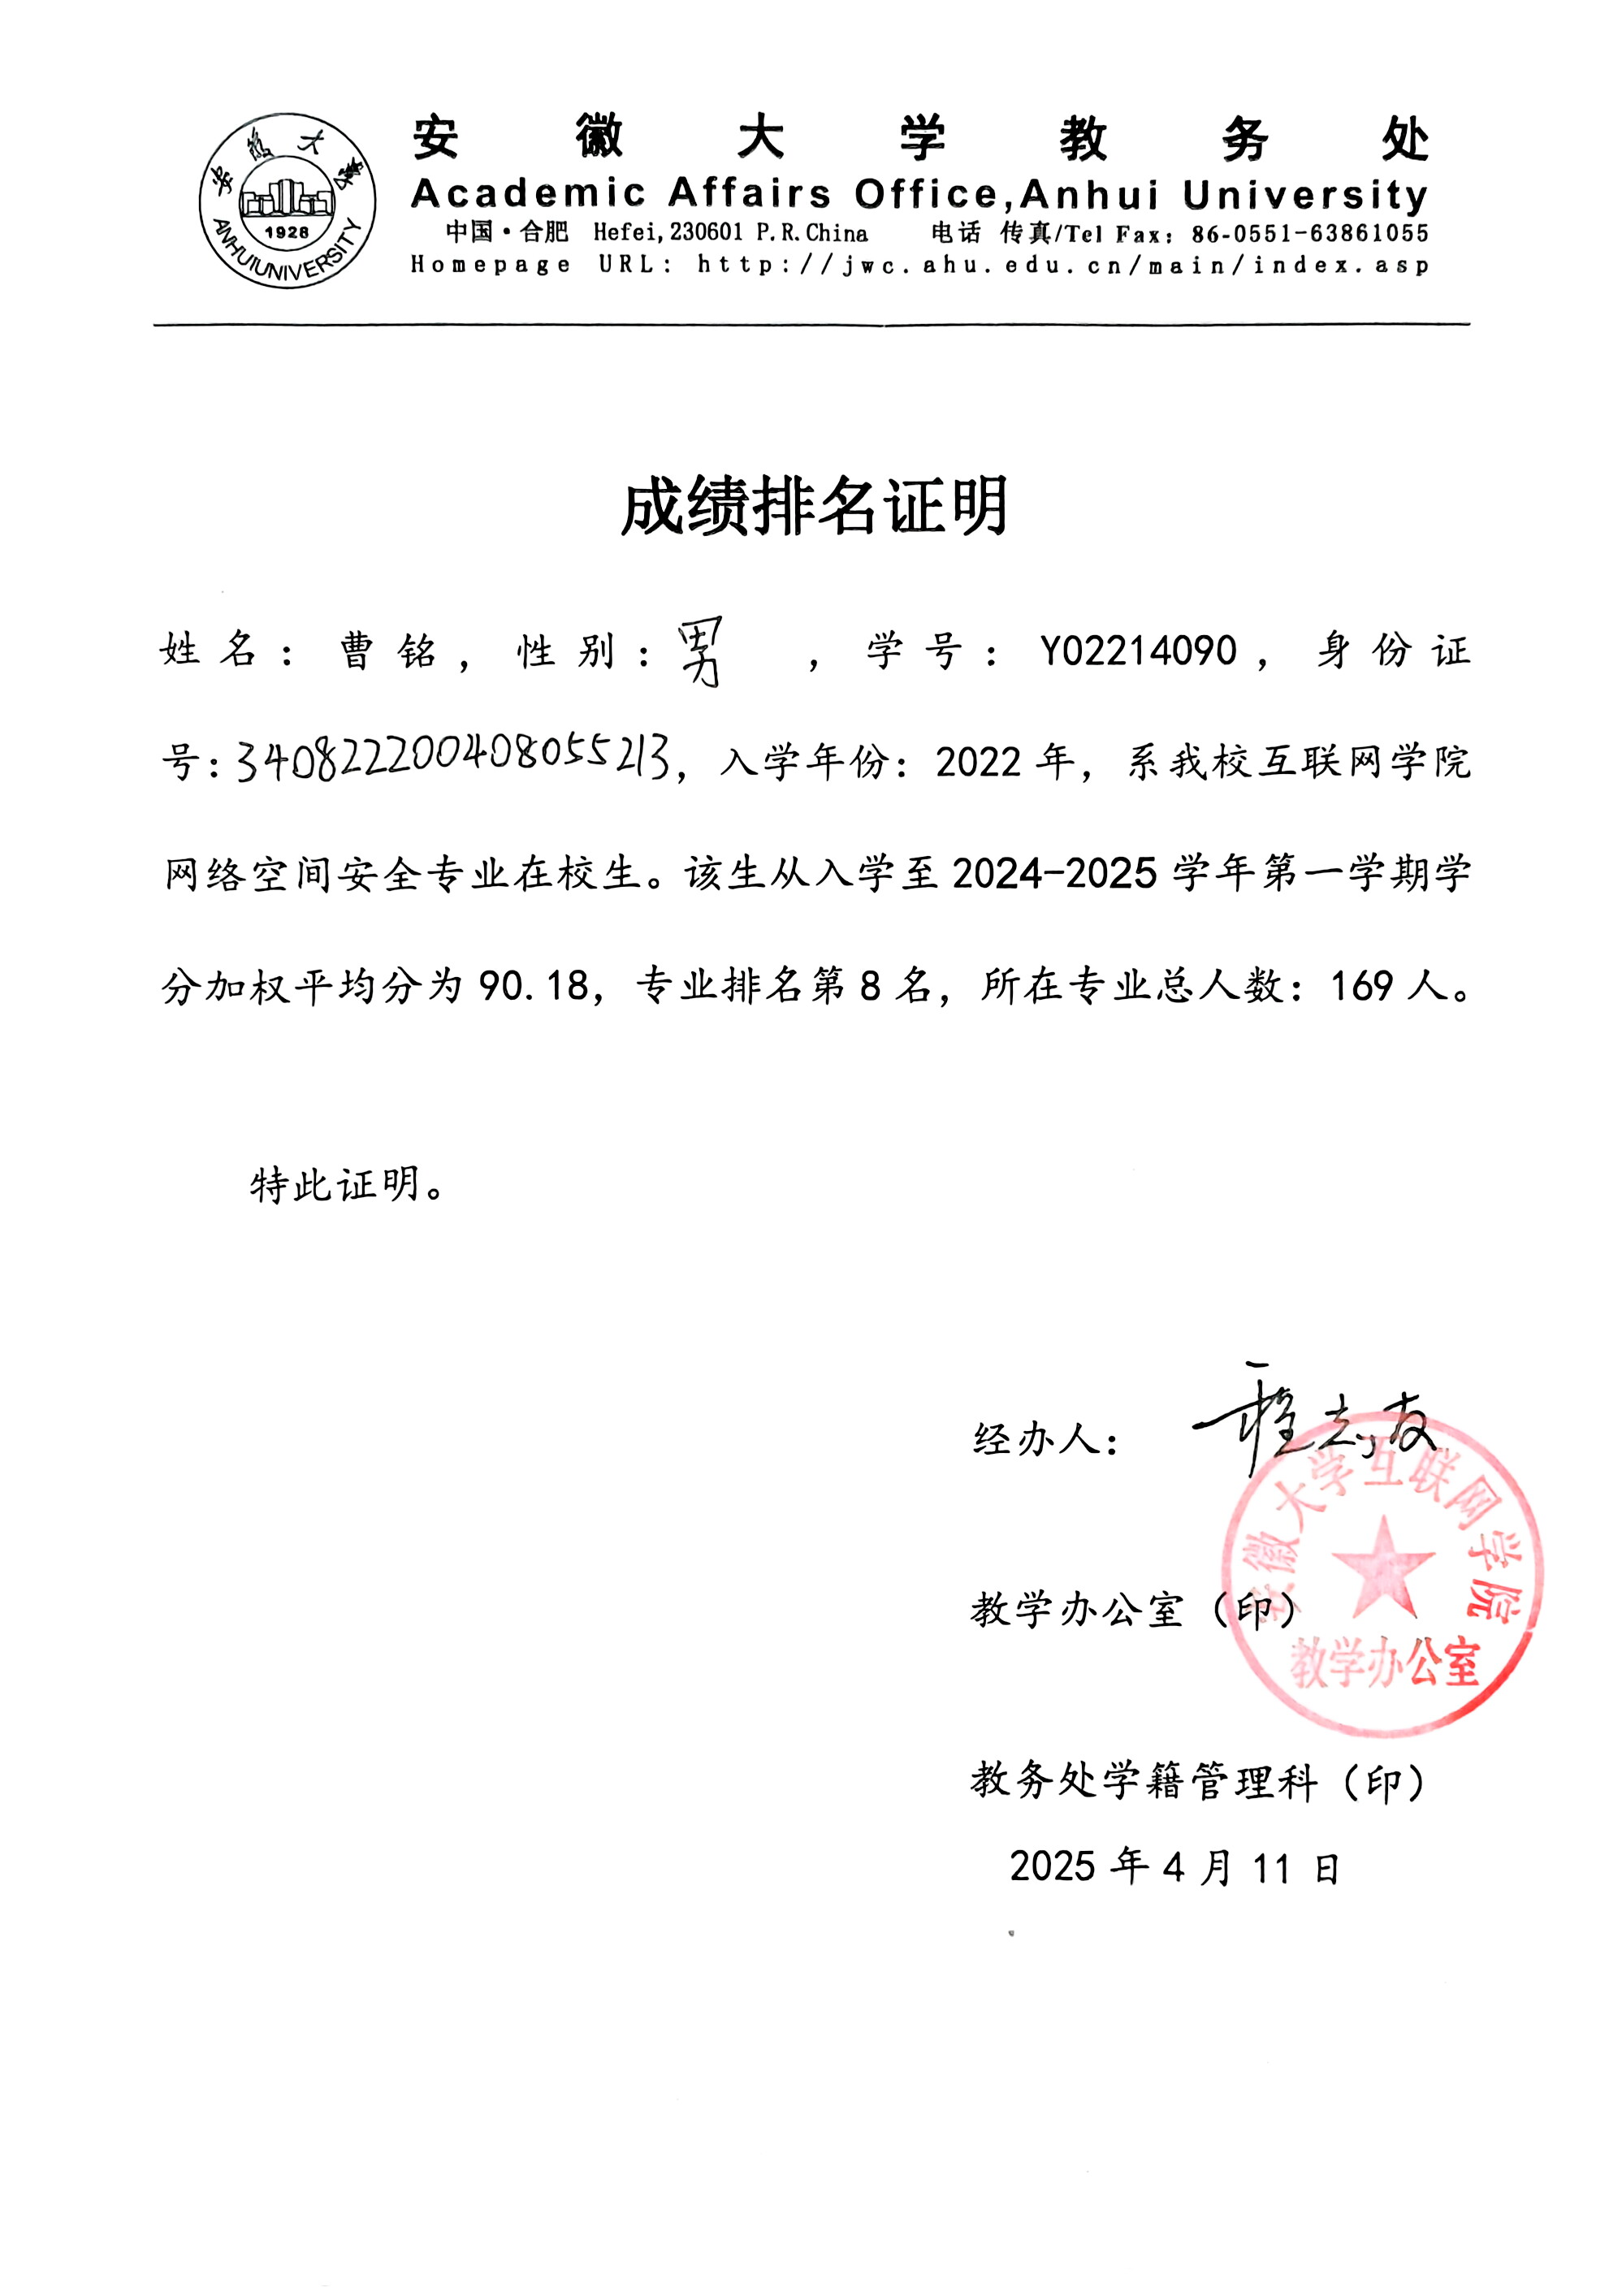 安徽大学
1928
ANHUIUNIVERSITY
安徽大学教务处
Academic Affairs Office,Anhui University
中国·合肥 Hefei,230601 P.R.China 电话 传真/Tel Fax: 86-0551-63861055
Homepage URL: http://jwc.ahu.edu.cn/main/index.asp
成绩排名证明
姓名：曹铭，性别：男，学号：Y02214090，身份证
号：340822200408055213，入学年份：2022年，系我校互联网学院
网络空间安全专业在校生。该生从入学至2024-2025学年第一学期学
分加权平均分为90.18，专业排名第8名，所在专业总人数：169人。
特此证明。
经办人：程志友
安徽大学互联网学院
教学办公室（印）
教学办公室
教务处学籍管理科（印）
2025年4月11日